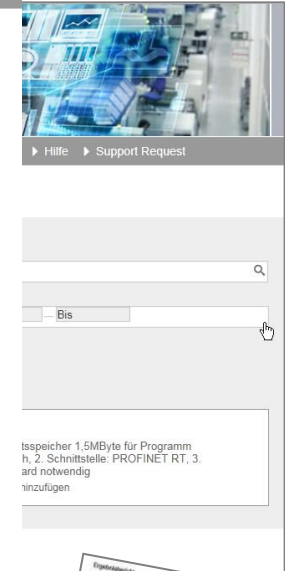 Hilfe Support Request
Bis
tsspeicher 1,5MByte für Programm
h, 2. Schnittstelle: PROFINET RT, 3.
ard notwendig
hinzufügen